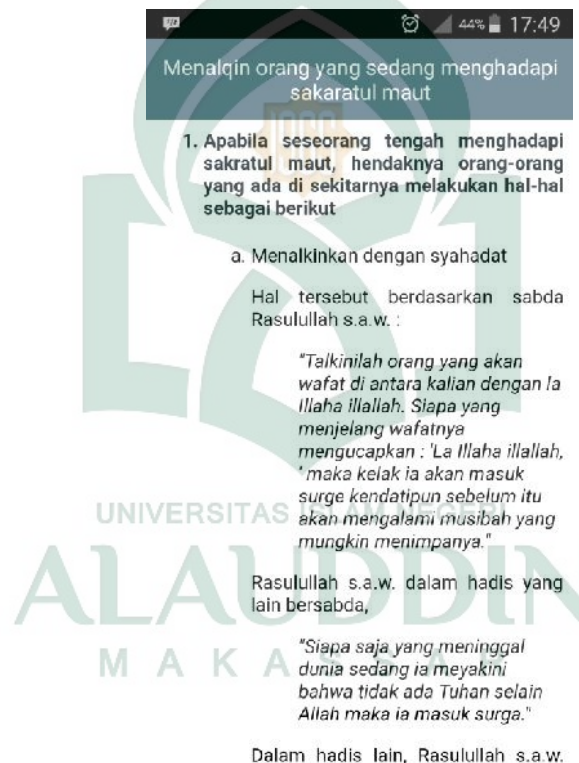 44% 17:49
Menalqin orang yang sedang menghadapi
sakaratul maut
1. Apabila seseorang tengah menghadapi
sakratul maut, hendaknya orang-orang
yang ada di sekitarnya melakukan hal-hal
sebagai berikut
a. Menalkinkan dengan syahadat
Hal tersebut berdasarkan sabda
Rasulullah s.a.w. :
"Talkinilah orang yang akan
wafat di antara kalian dengan la
Illaha illallah. Siapa yang
menjelang wafatnya
mengucapkan : 'La Illaha illallah,
' maka kelak ia akan masuk
surge kendatipun sebelum itu
UNIVERSITAS ISLAM NEGERI
akan mengalami musibah yang
mungkin menimpanya."
ALAUDDIN
Rasulullah s.a.w. dalam hadis yang
lain bersabda,
"Siapa saja yang meninggal
MAKASSAR
dunia sedang ia meyakini
bahwa tidak ada Tuhan selain
Allah maka ia masuk surga."
Dalam hadis lain, Rasulullah s.a.w.